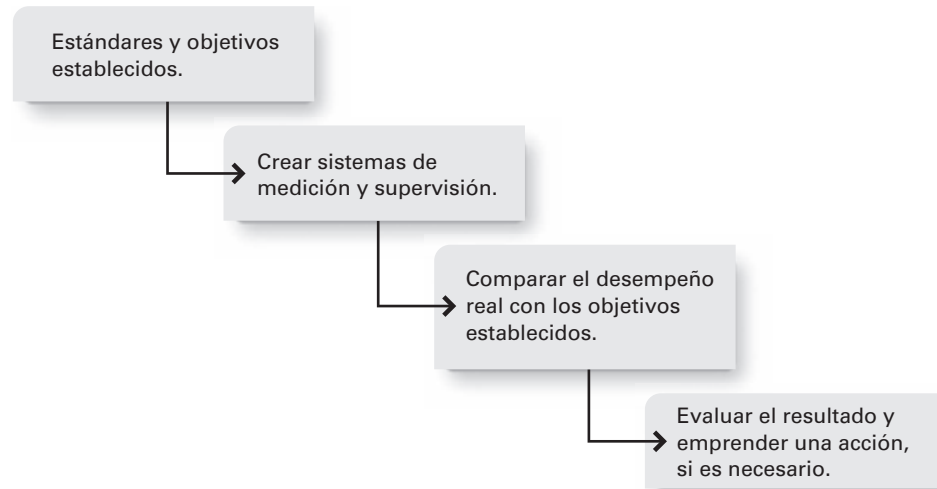 Estándares y objetivos
establecidos.
Crear sistemas de
medición y supervisión.
Comparar el desempeño
real con los objetivos
establecidos.
Evaluar el resultado y
emprender una acción,
si es necesario.